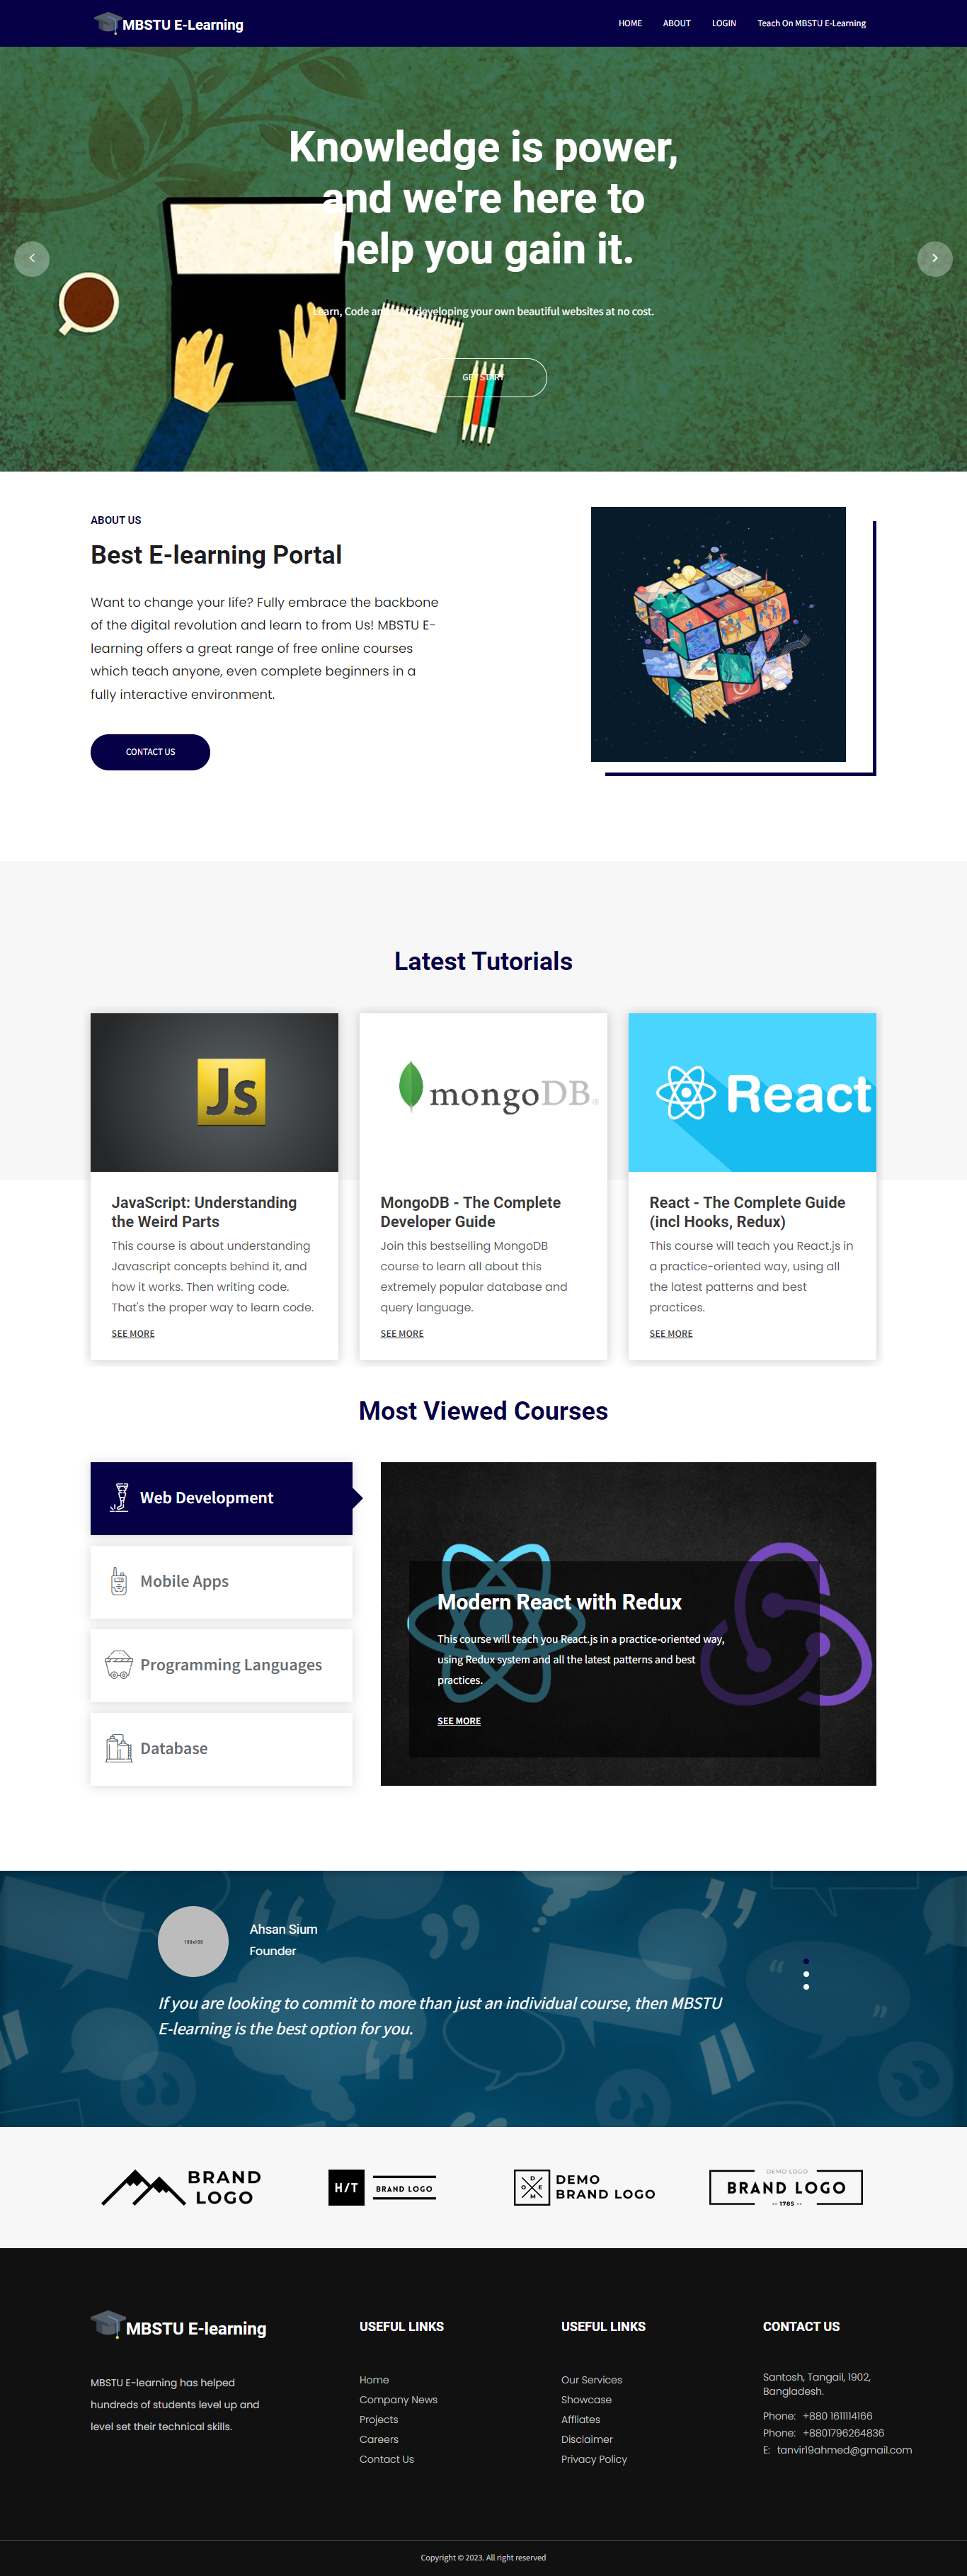 MBSTU E-Learning
HOME
ABOUT
LOGIN
Teach On MBSTU E-Learning
Knowledge is power,
and we're here to
help you gain it.
Learn, Code and start developing your own beautiful websites at no cost.
GET START
ABOUT US
Best E-learning Portal
Want to change your life? Fully embrace the backbone
of the digital revolution and learn to from Us! MBSTU E-
learning offers a great range of free online courses
which teach anyone, even complete beginners in a
fully interactive environment.
CONTACT US
Latest Tutorials
JS
JavaScript: Understanding
the Weird Parts
This course is about understanding
Javascript concepts behind it, and
how it works. Then writing code.
That's the proper way to learn code.
SEE MORE
mongoDB®
MongoDB - The Complete
Developer Guide
Join this bestselling MongoDB
course to learn all about this
extremely popular database and
query language.
SEE MORE
React
React - The Complete Guide
(incl Hooks, Redux)
This course will teach you React.js in
a practice-oriented way, using all
the latest patterns and best
practices.
SEE MORE
Most Viewed Courses
Web Development
Mobile Apps
Programming Languages
Database
Modern React with Redux
This course will teach you React.js in a practice-oriented way,
using Redux system and all the latest patterns and best
practices.
SEE MORE
100x100
Ahsan Sium
Founder
If you are looking to commit to more than just an individual course, then MBSTU
E-learning is the best option for you.
BRAND
LOGO
H/T
BRAND LOGO
D
O E
M
DEMO
BRAND LOGO
DEMO LOGO
BRAND LOGO
-- 1785 --
MBSTU E-learning
MBSTU E-learning has helped
hundreds of students level up and
level set their technical skills.
USEFUL LINKS
Home
Company News
Projects
Careers
Contact Us
USEFUL LINKS
Our Services
Showcase
Affliates
Disclaimer
Privacy Policy
CONTACT US
Santosh, Tangail, 1902,
Bangladesh.
Phone: +880 1611114166
Phone: +8801796264836
E: tanvir19ahmed@gmail.com
Copyright © 2023. All right reserved